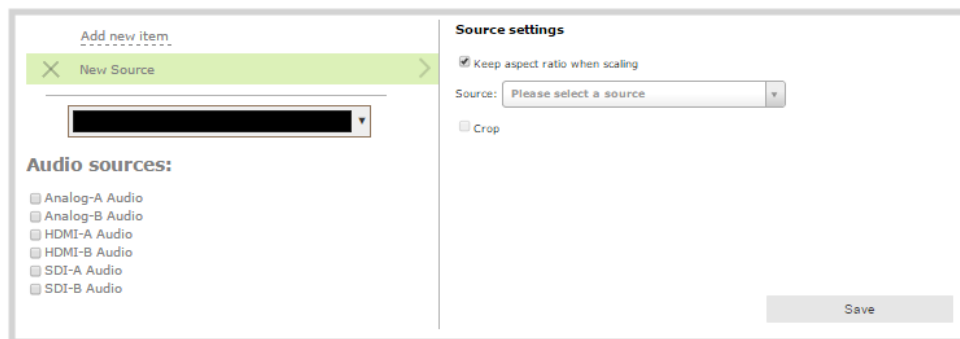 Add new item
New Source
Audio sources:
Analog-A Audio
Analog-B Audio
HDMI-A Audio
HDMI-B Audio
SDI-A Audio
SDI-B Audio
Source settings
Keep aspect ratio when scaling
Source: Please select a source
Crop
Save